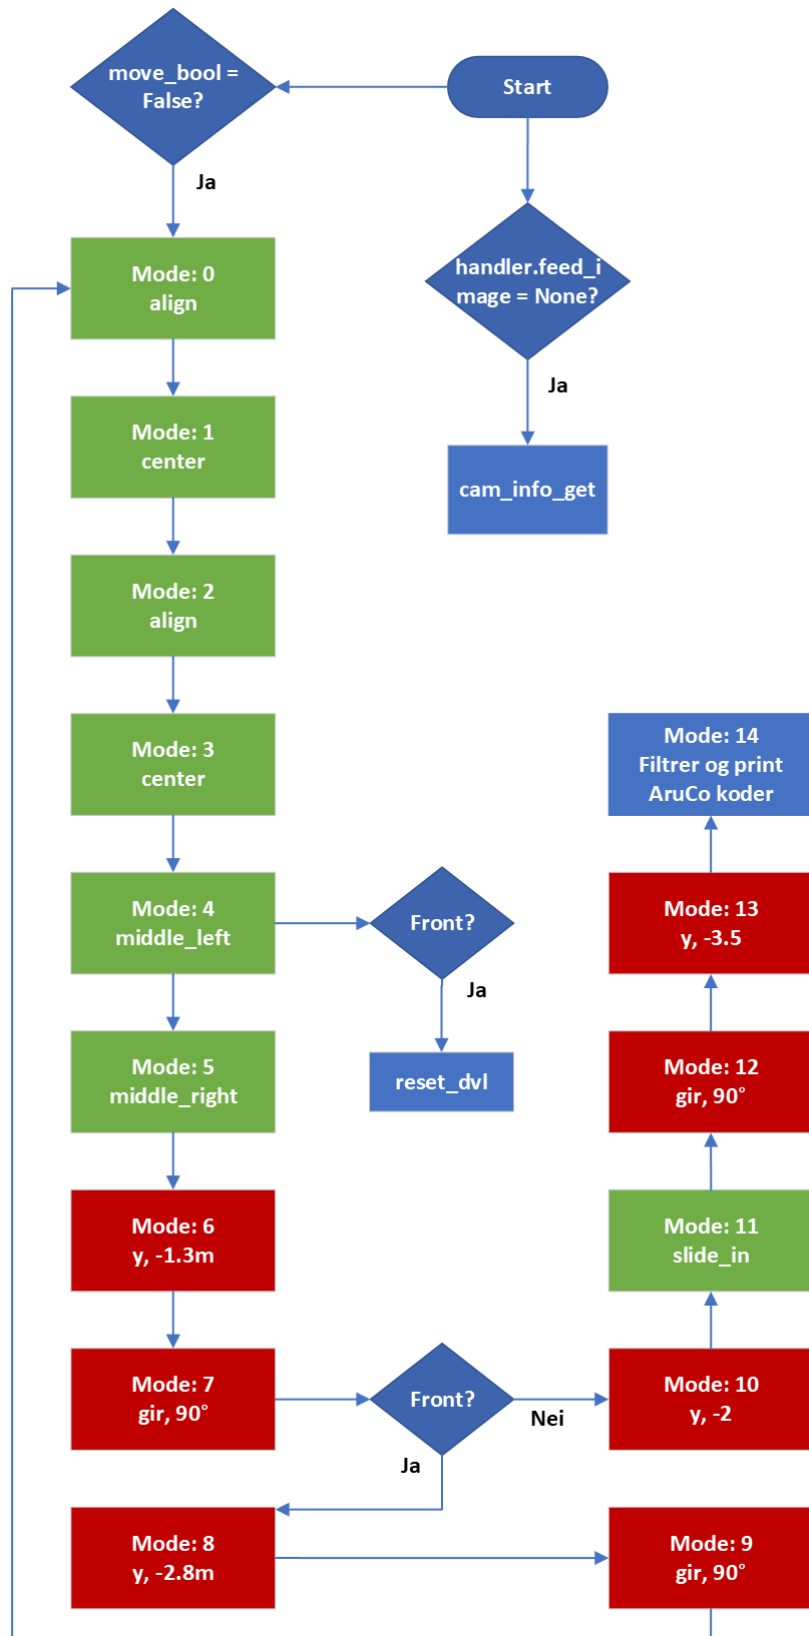 move_bool =
False?
Start
Ja
handler.feed_i
mage = None?
Mode: 0
align
Ja
Mode: 1
center
cam_info_get
Mode: 2
align
Mode: 3
center
Mode: 14
Filtrer og print
AruCo koder
Mode: 4
middle_left
Front?
Ja
Mode: 13
y, -3.5
Mode: 5
middle_right
reset_dvl
Mode: 12
gir, 90°
Mode: 6
y, -1.3m
Mode: 11
slide_in
Mode: 7
gir, 90°
Front?
Nei
Ja
Mode: 10
y, -2
Mode: 8
y, -2.8m
Mode: 9
gir, 90°